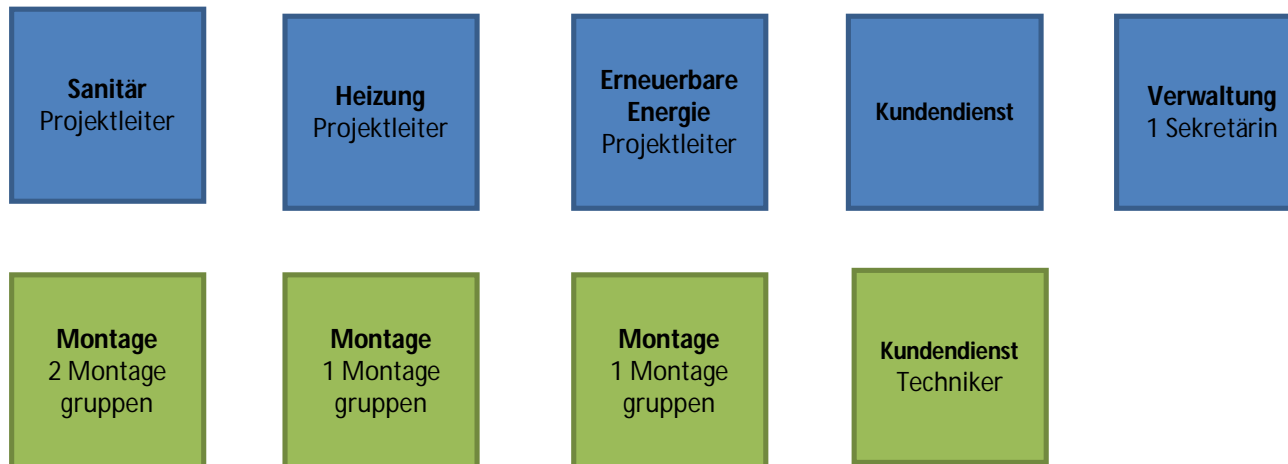 Sanitär
Projektleiter
Heizung
Projektleiter
Erneuerbare
Energie
Projektleiter
Kundendienst
Verwaltung
1 Sekretärin
Montage
2 Montage
gruppen
Montage
1 Montage
gruppen
Montage
1 Montage
gruppen
Kundendienst
Techniker